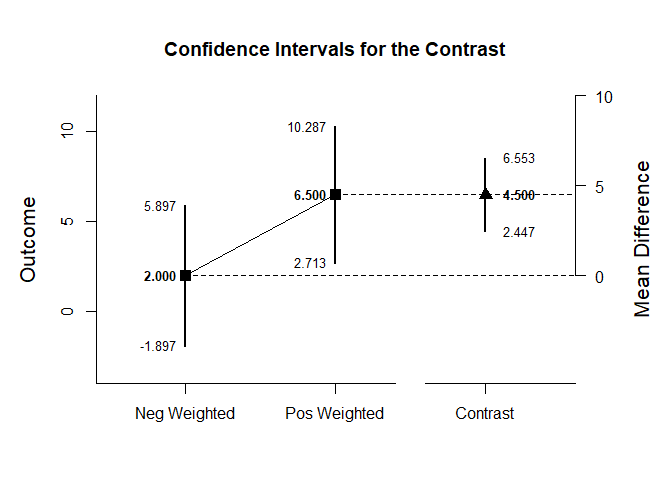 Confidence Intervals for the Contrast
Outcome
10
5
0
5.897
2.000
-1.897
10.287
6.500
2.713
6.553
4.500
2.447
10
5
0
Mean Difference
Neg Weighted
Pos Weighted
Contrast